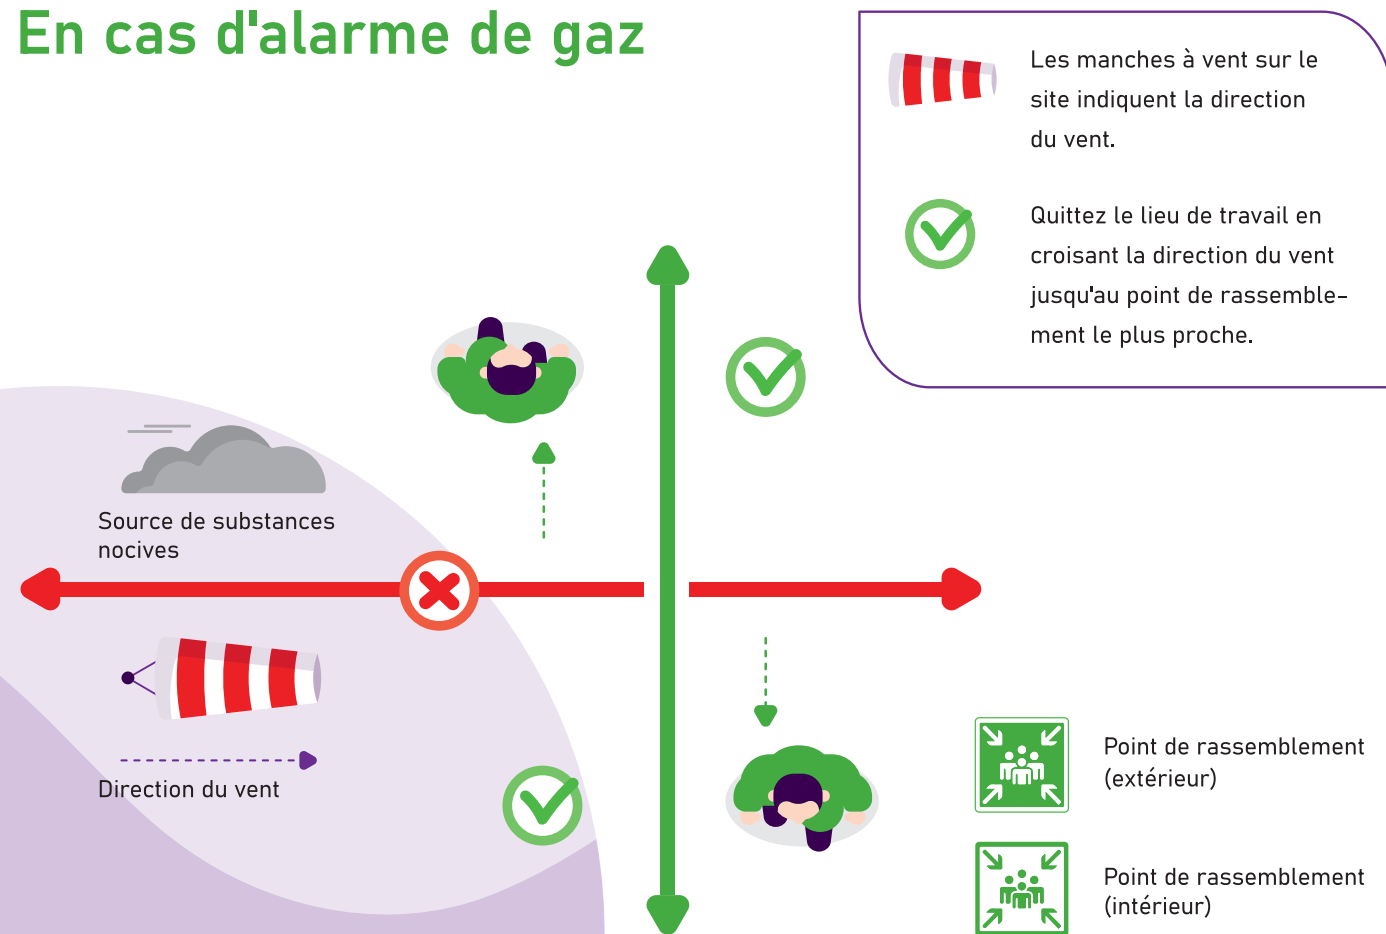 En cas d'alarme de gaz
Les manches à vent sur le
site indiquent la direction
du vent.
Quittez le lieu de travail en
croisant la direction du vent
jusqu'au point de rassemble-
ment le plus proche.
Source de substances
nocives
Direction du vent
Point de rassemblement
(extérieur)
Point de rassemblement
(intérieur)